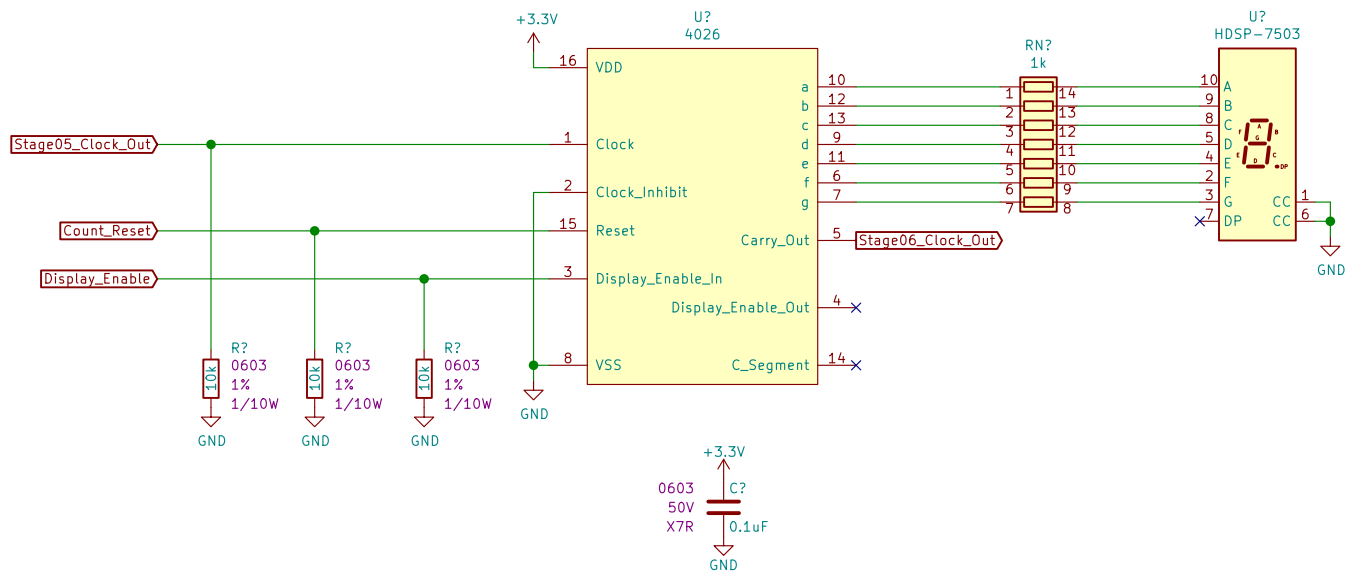 +3.3V
U?
4026
16
VDD
Stage05_Clock_Out
1
Clock
2
Clock_Inhibit
Count_Reset
15
Reset
Display_Enable
3
Display_Enable_In
8
VSS
GND
a
10
b
12
c
13
d
9
e
11
f
6
g
7
Carry_Out
5
Stage06_Clock_Out
Display_Enable_Out
4
C_Segment
14
RN?
1k
1
14
2
13
3
12
4
11
5
10
6
9
7
8
U?
HDSP-7503
10
A
9
B
8
C
5
D
4
E
2
F
3
G
7
DP
A
F
B
G
E
C
D
DP
CC
1
CC
6
GND
R?
10k
0603
1%
1/10W
GND
R?
10k
0603
1%
1/10W
GND
R?
10k
0603
1%
1/10W
GND
+3.3V
0603
C?
50V
X7R
0.1uF
GND